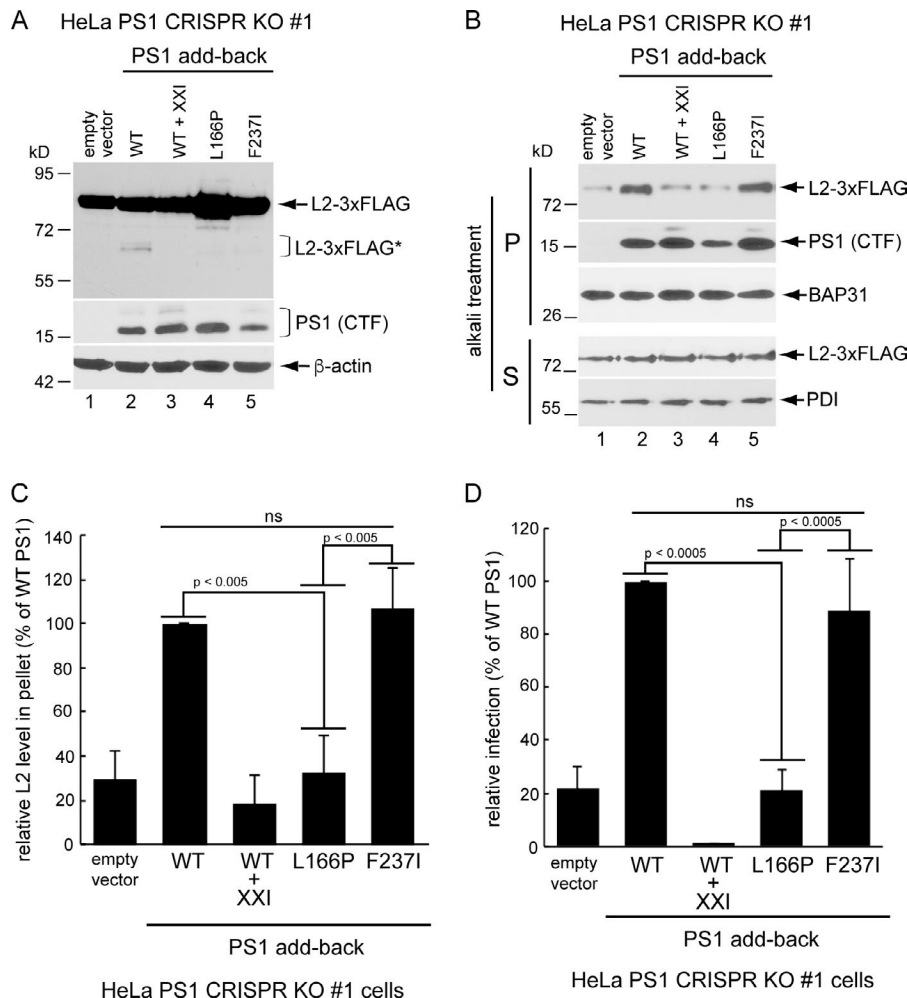 A
HeLa PS1 CRISPR KO #1
PS1 add-back
kD
empty vector
WT
WT + XXI
L166P
F237I
95
72
55
15
42
L2-3xFLAG
L2-3xFLAG*
PS1 (CTF)
β-actin
1 2 3 4 5
B
HeLa PS1 CRISPR KO #1
PS1 add-back
kD
empty vector
WT
WT + XXI
L166P
F237I
alkali treatment
P
S
72
15
26
72
55
L2-3xFLAG
PS1 (CTF)
BAP31
L2-3xFLAG
PDI
1 2 3 4 5
C
relative L2 level in pellet (% of WT PS1)
140
120
100
80
60
40
20
0
ns
p < 0.005
p < 0.005
empty vector
WT
WT + XXI
L166P
F237I
PS1 add-back
HeLa PS1 CRISPR KO #1 cells
D
relative infection (% of WT PS1)
120
100
80
60
40
20
0
ns
p < 0.0005
p < 0.0005
empty vector
WT
WT + XXI
L166P
F237I
PS1 add-back
HeLa PS1 CRISPR KO #1 cells